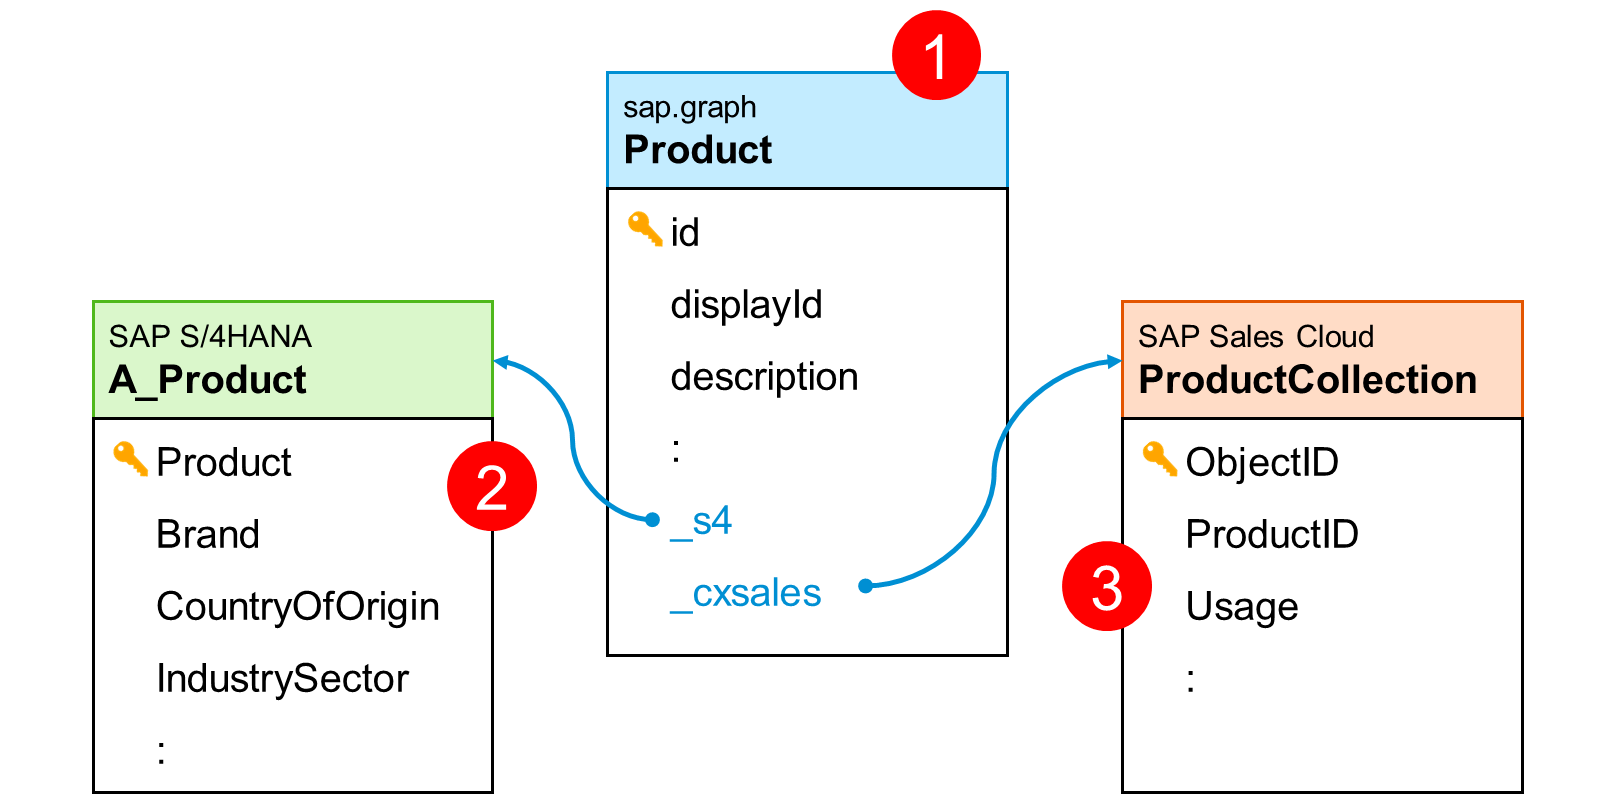 1
sap.graph
Product
id
displayId
description
:
_s4
_cxsales
SAP S/4HANA
A_Product
2
Product
Brand
CountryOfOrigin
IndustrySector
:
SAP Sales Cloud
ProductCollection
3
ObjectID
ProductID
Usage
: